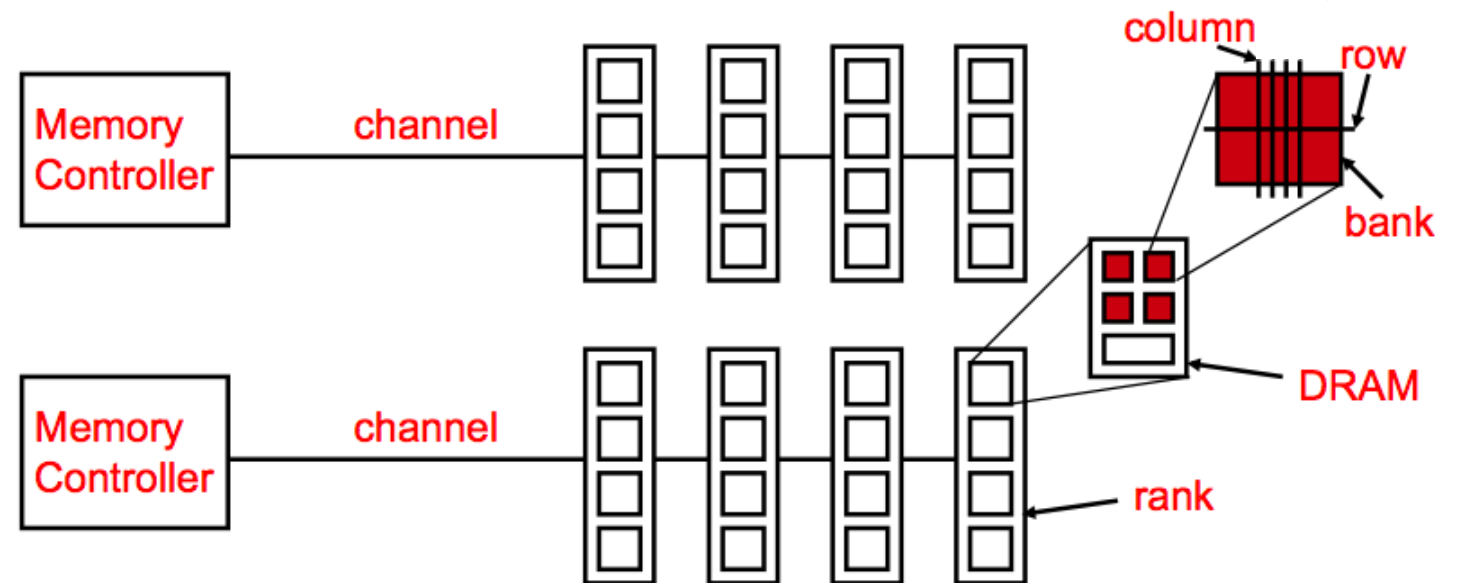 column
row
Memory
Controller
channel
bank
DRAM
Memory
Controller
channel
rank